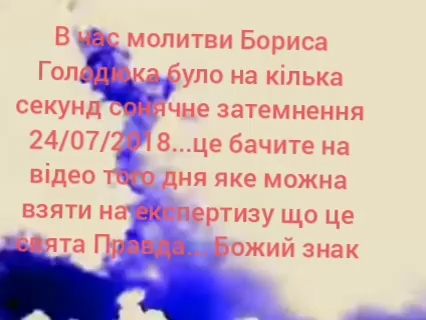 В час молитви Бориса
Голодюка було на кілька
секунд сонячне затемнення
24/07/2018...це бачите на
відео того дня яке можна
взяти на експертизу що це
свята Правда... Божий знак